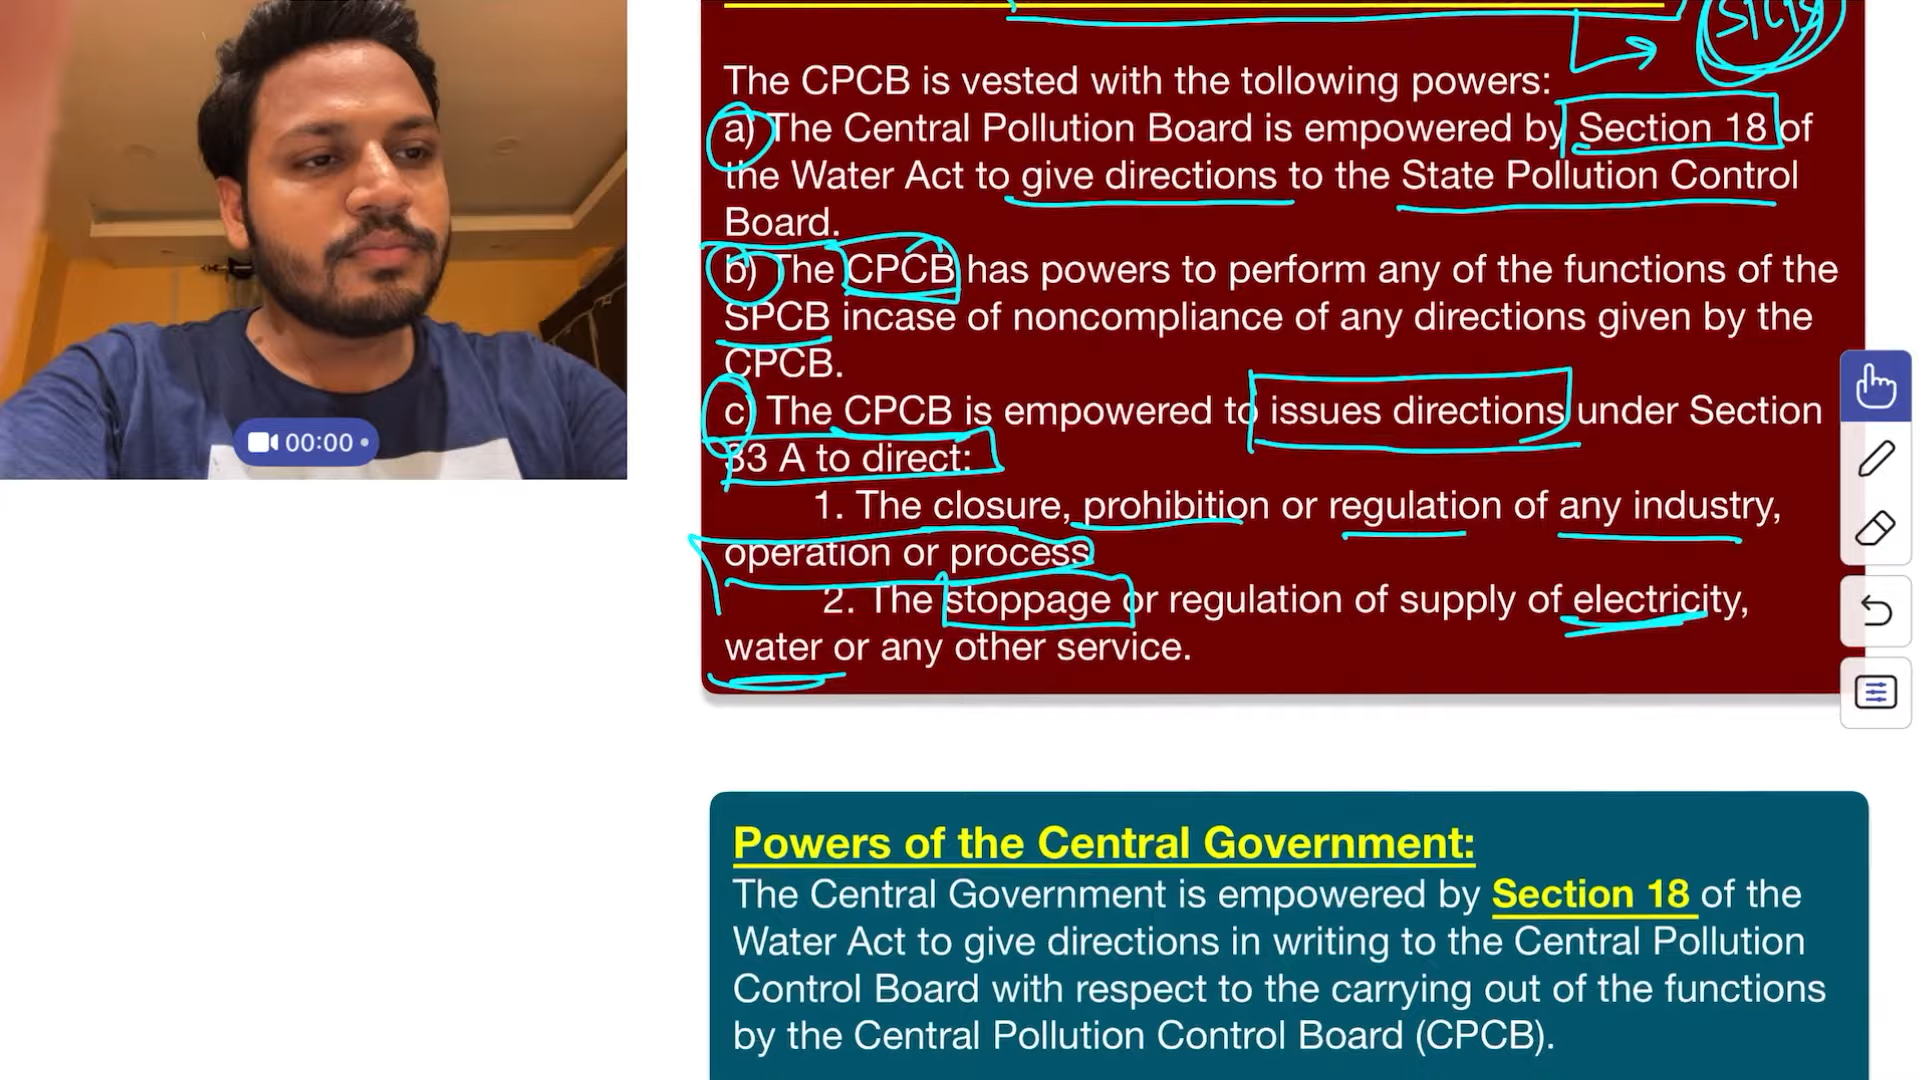 SPCB
The CPCB is vested with the tollowing powers:
a) The Central Pollution Board is empowered by Section 18 of
the Water Act to give directions to the State Pollution Control
Board.
b) The CPCB has powers to perform any of the functions of the
SPCB incase of noncompliance of any directions given by the
CPCB.
c) The CPCB is empowered to issues directions under Section
33 A to direct:
1. The closure, prohibition or regulation of any industry,
operation or process
2. The stoppage or regulation of supply of electricity,
water or any other service.
00:00
Powers of the Central Government:
The Central Government is empowered by Section 18 of the
Water Act to give directions in writing to the Central Pollution
Control Board with respect to the carrying out of the functions
by the Central Pollution Control Board (CPCB).